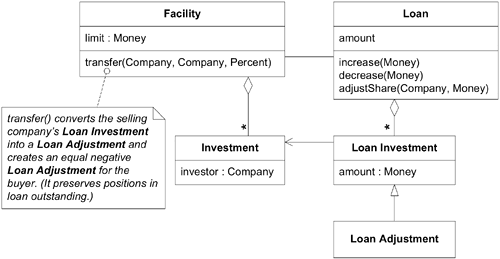 Facility
limit : Money
transfer(Company, Company, Percent)
Loan
amount
increase(Money)
decrease(Money)
adjustShare(Company, Money)
transfer() converts the selling
company's Loan Investment
into a Loan Adjustment and
creates an equal negative
Loan Adjustment for the
buyer. (It preserves positions in
loan outstanding.)
*
*
Investment
investor : Company
Loan Investment
amount : Money
Loan Adjustment